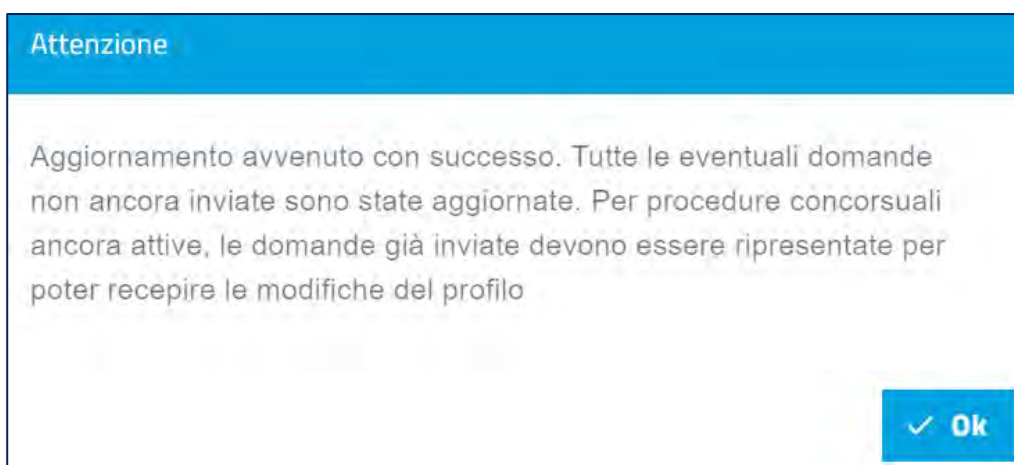 Attenzione
Aggiornamento avvenuto con successo. Tutte le eventuali domande
non ancora inviate sono state aggiornate. Per procedure concorsuali
ancora attive, le domande già inviate devono essere ripresentate per
poter recepire le modifiche del profilo
Ok